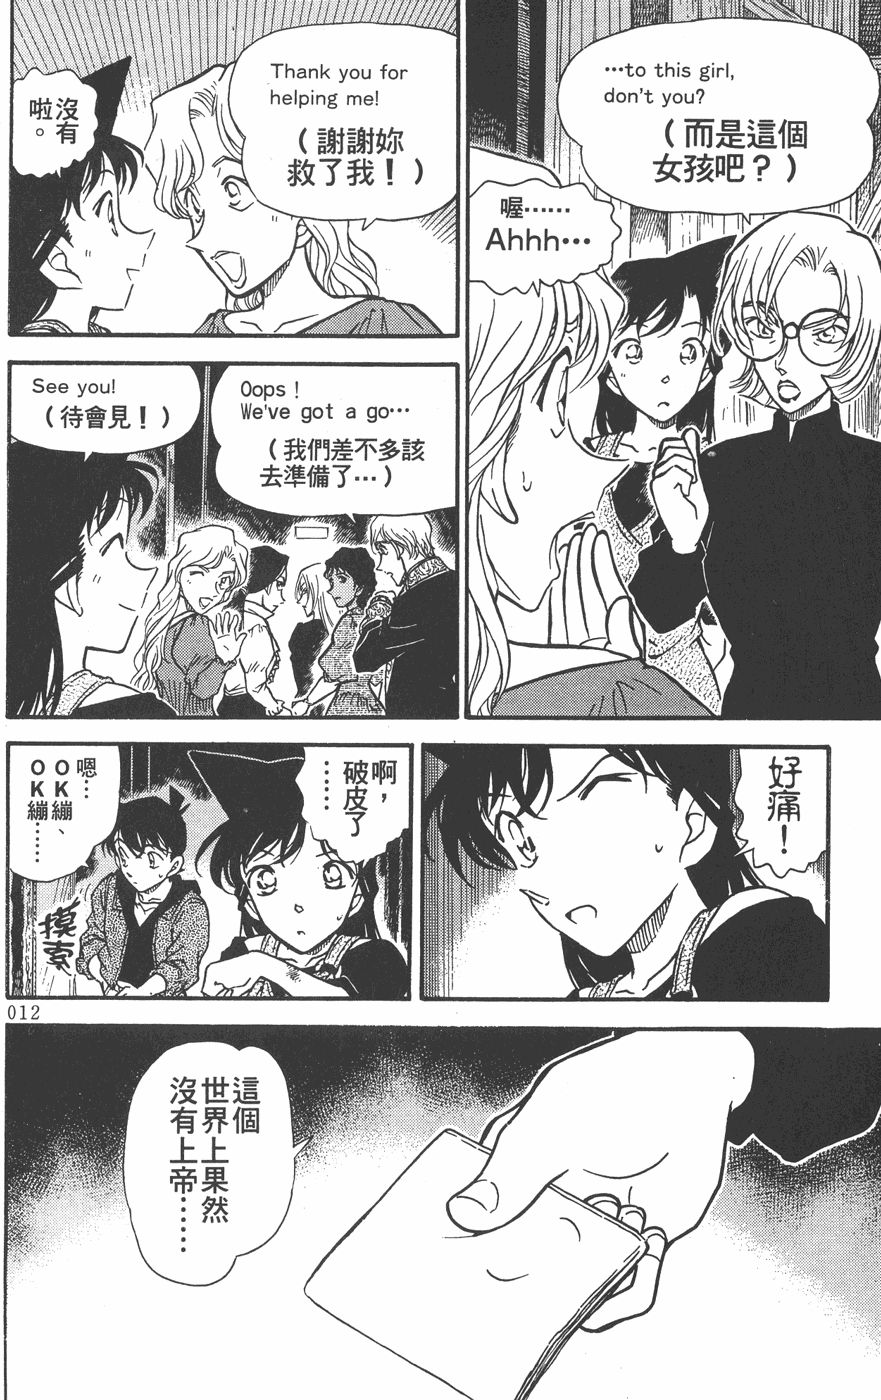 …to this girl,
don't you?
（而是這個
女孩吧？）
喔……
Ahhh…
Thank you for
helping me!
（謝謝妳
救了我！）
沒有
啦。
Oops !
We've got a go…
（我們差不多該
去準備了…）
See you!
（待會見！）
好痛！
啊，
破皮了
……
嗯…
OK繃、
OK繃……
摸索
012
這個
世界上果然
沒有上帝……